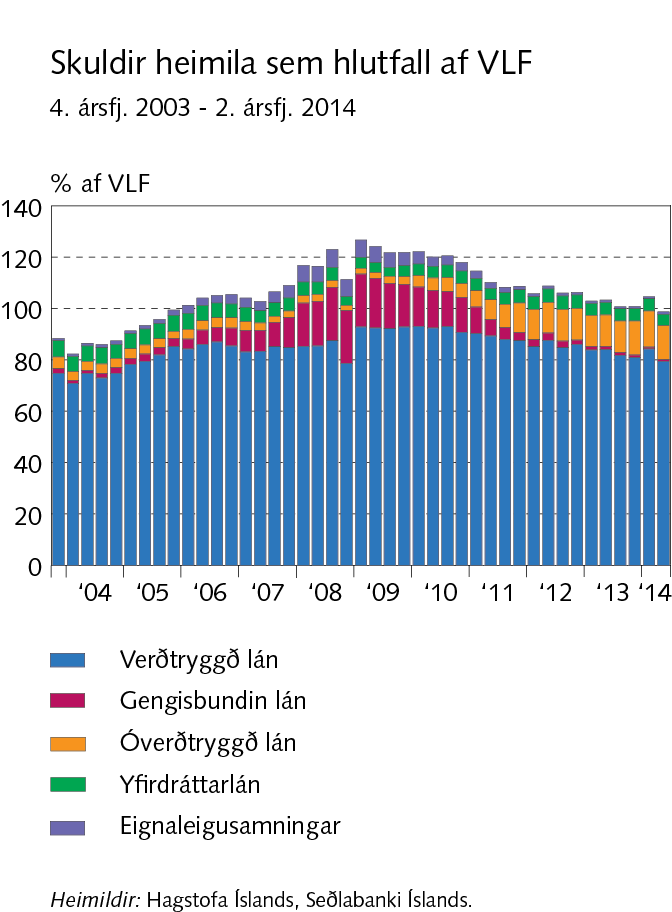 Skuldir heimila sem hlutfall af VLF
4. ársfj. 2003 - 2. ársfj. 2014
% af VLF
140
120
100
80
60
40
20
0
‘04 ‘05 ‘06 ‘07 ‘08 ‘09 ‘10 ‘11 ‘12 ‘13 ‘14
Verðtryggð lán
Gengisbundin lán
Óverðtryggð lán
Yfirdráttarlán
Eignaleigusamningar
Heimildir: Hagstofa Íslands, Seðlabanki Íslands.